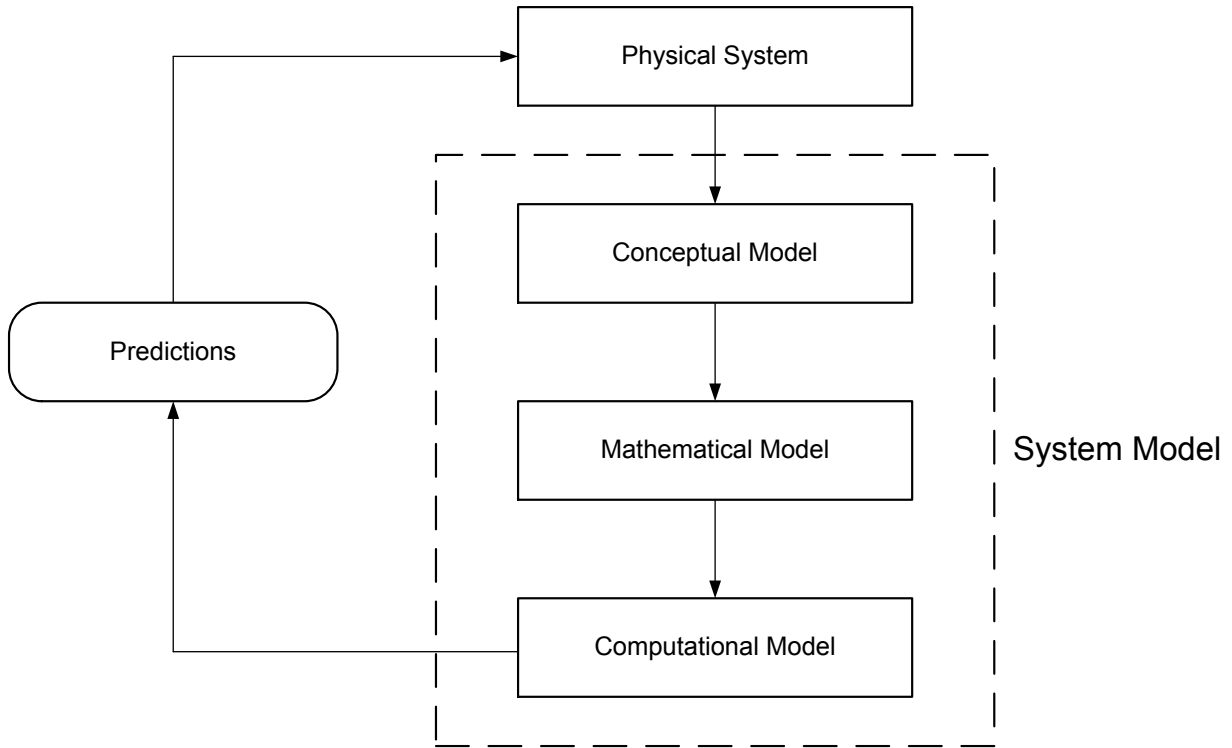 Physical System
Conceptual Model
Predictions
Mathematical Model
System Model
Computational Model